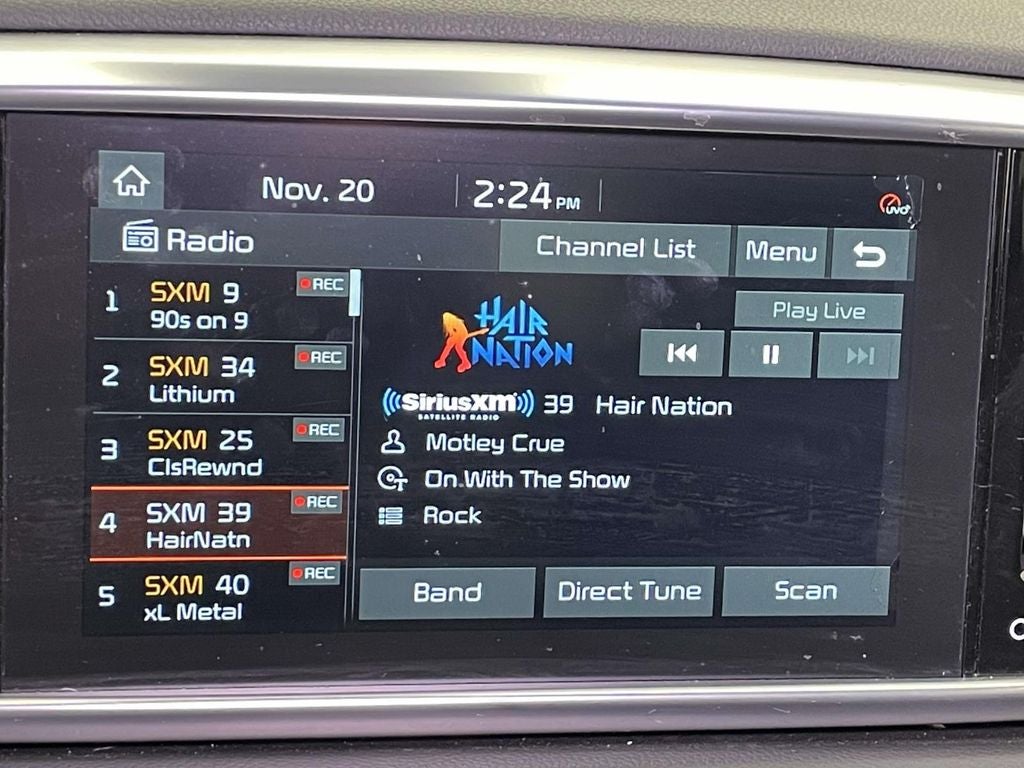 Nov. 20
2:24 PM
UVO
Radio
Channel List
Menu
1 SXM 9 REC
90s on 9
2 SXM 34 REC
Lithium
3 SXM 25 REC
ClsRewnd
4 SXM 39 REC
HairNatn
5 SXM 40 REC
xL Metal
HAIR
NATION
Play Live
SiriusXM 39 Hair Nation
SATELLITE RADIO
Motley Crue
On With The Show
Rock
Band
Direct Tune
Scan